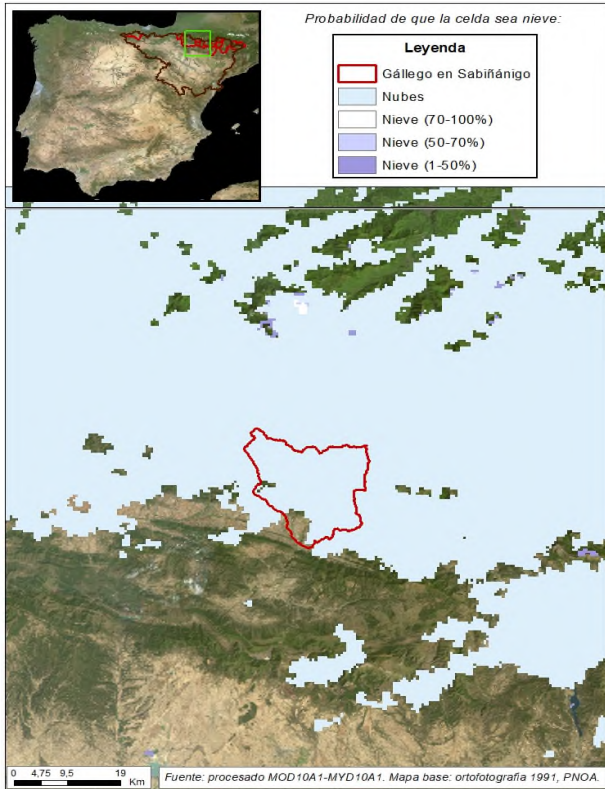 Probabilidad de que la celda sea nieve:
Leyenda
Gállego en Sabiñánigo
Nubes
Nieve (70-100%)
Nieve (50-70%)
Nieve (1-50%)
0 4,75 9,5 19
Km
Fuente: procesado MOD10A1-MYD10A1. Mapa base: ortofotografía 1991, PNOA.